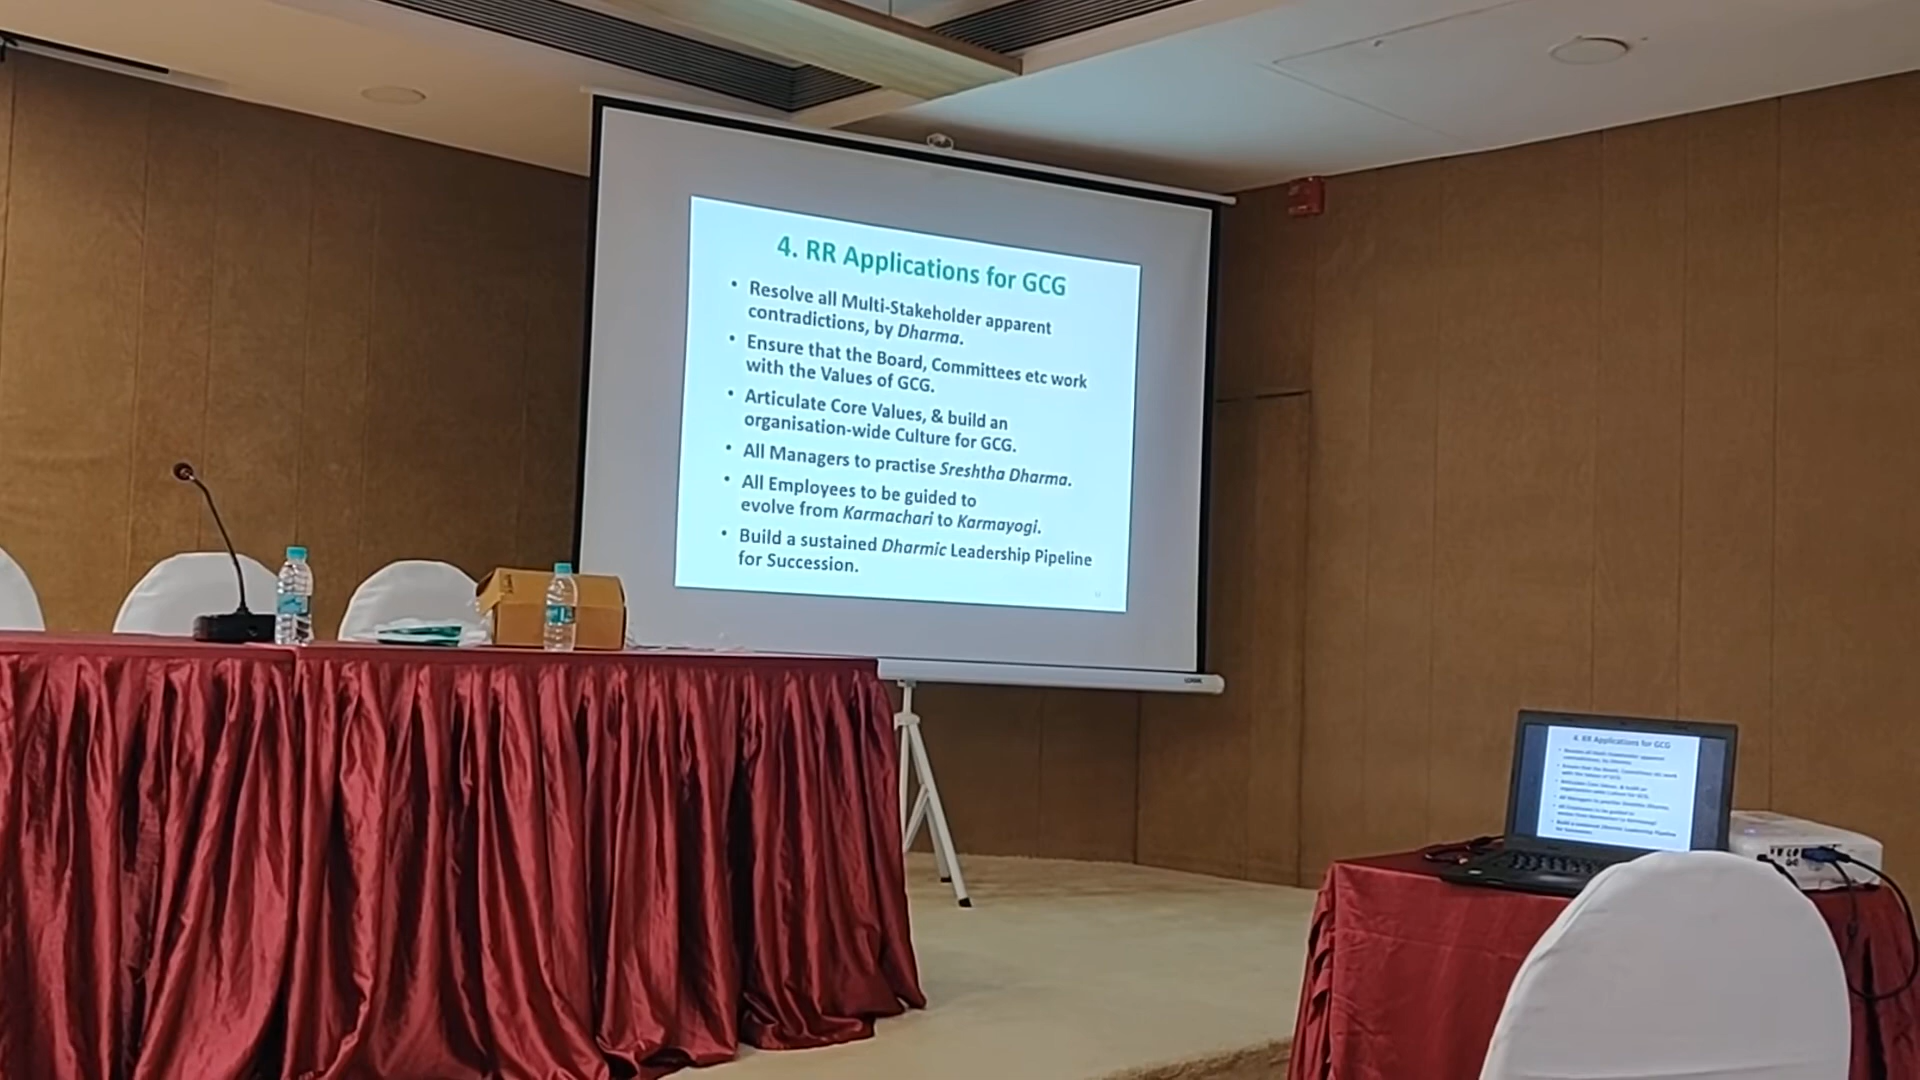 4. RR Applications for GCG
• Resolve all Multi-Stakeholder apparent
contradictions, by Dharma.
• Ensure that the Board, Committees etc work
with the Values of GCG.
• Articulate Core Values, & build an
organisation-wide Culture for GCG.
• All Managers to practise Sreshtha Dharma.
• All Employees to be guided to
evolve from Karmachari to Karmayogi.
• Build a sustained Dharmic Leadership Pipeline
for Succession.
4. RR Applications for GCG